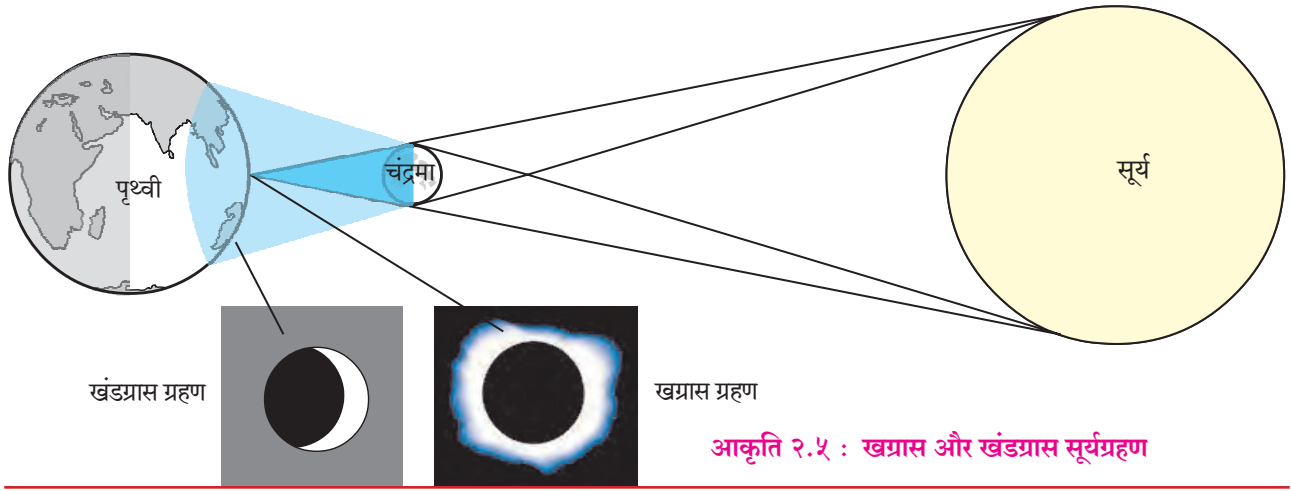 पृथ्वी
चंद्रमा
सूर्य
खंडग्रास ग्रहण
खग्रास ग्रहण
आकृति २.५ : खग्रास और खंडग्रास सूर्यग्रहण